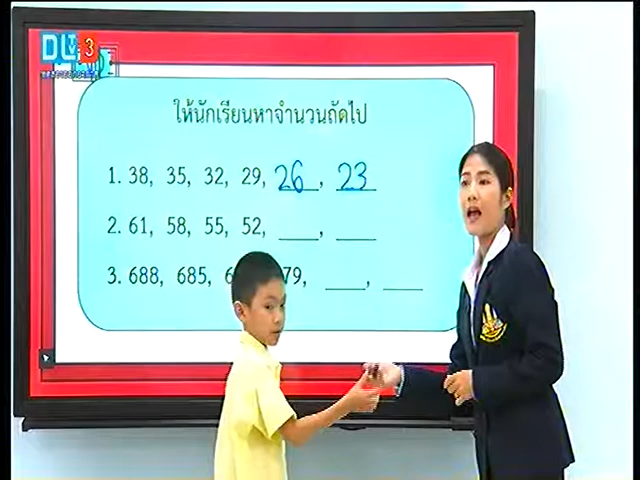 DLTV 3
ให้นักเรียนหาจำนวนถัดไป
1. 38, 35, 32, 29, 26, 23
2. 61, 58, 55, 52, ____, ____
3. 688, 685, 6 79, ____, ____